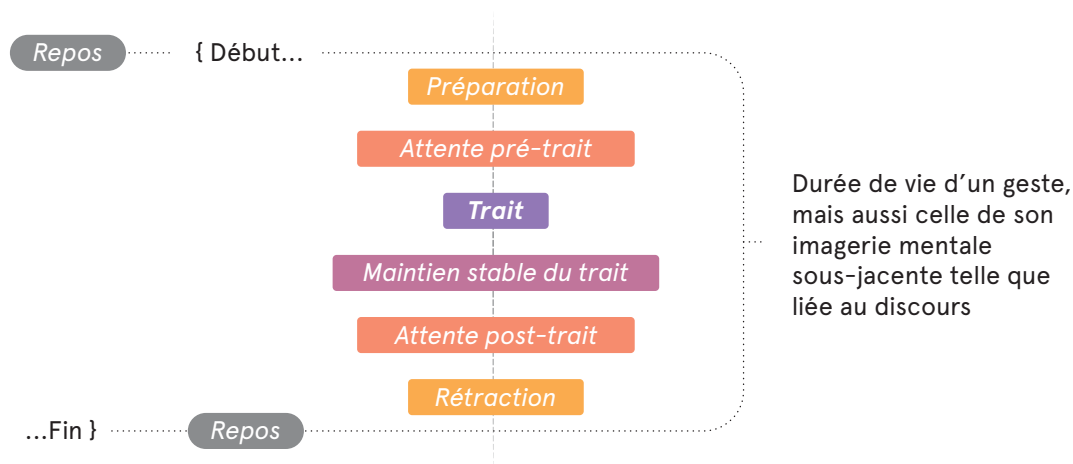 Repos
{ Début...
Préparation
Attente pré-trait
Trait
Maintien stable du trait
Attente post-trait
Rétraction
Durée de vie d’un geste,
mais aussi celle de son
imagerie mentale
sous-jacente telle que
liée au discours
...Fin }
Repos